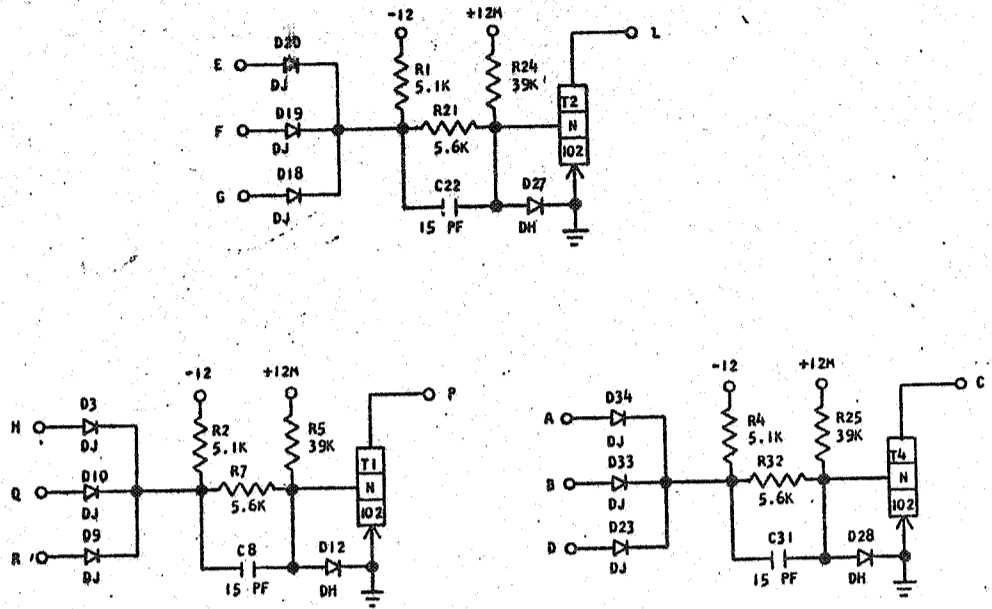 -12 +12M
D20 L
E R1 R24
DJ 5.1K 39K
D19 R21 T2
F N
DJ 5.6K 102
D18 C22 D27
G
DJ 15 PF DH
-12 +12M
D3 P
R2 R5
DJ 5.1K 39K
D10 R7 T1
Q N
DJ 5.6K 102
D9 C8 D12
R
DJ 15 PF DH
-12 +12M
D34 C
A R4 R25
DJ 5.1K 39K
D33 R32 T4
B N
DJ 5.6K 102
D23 C31 D28
D
DJ 15 PF DH